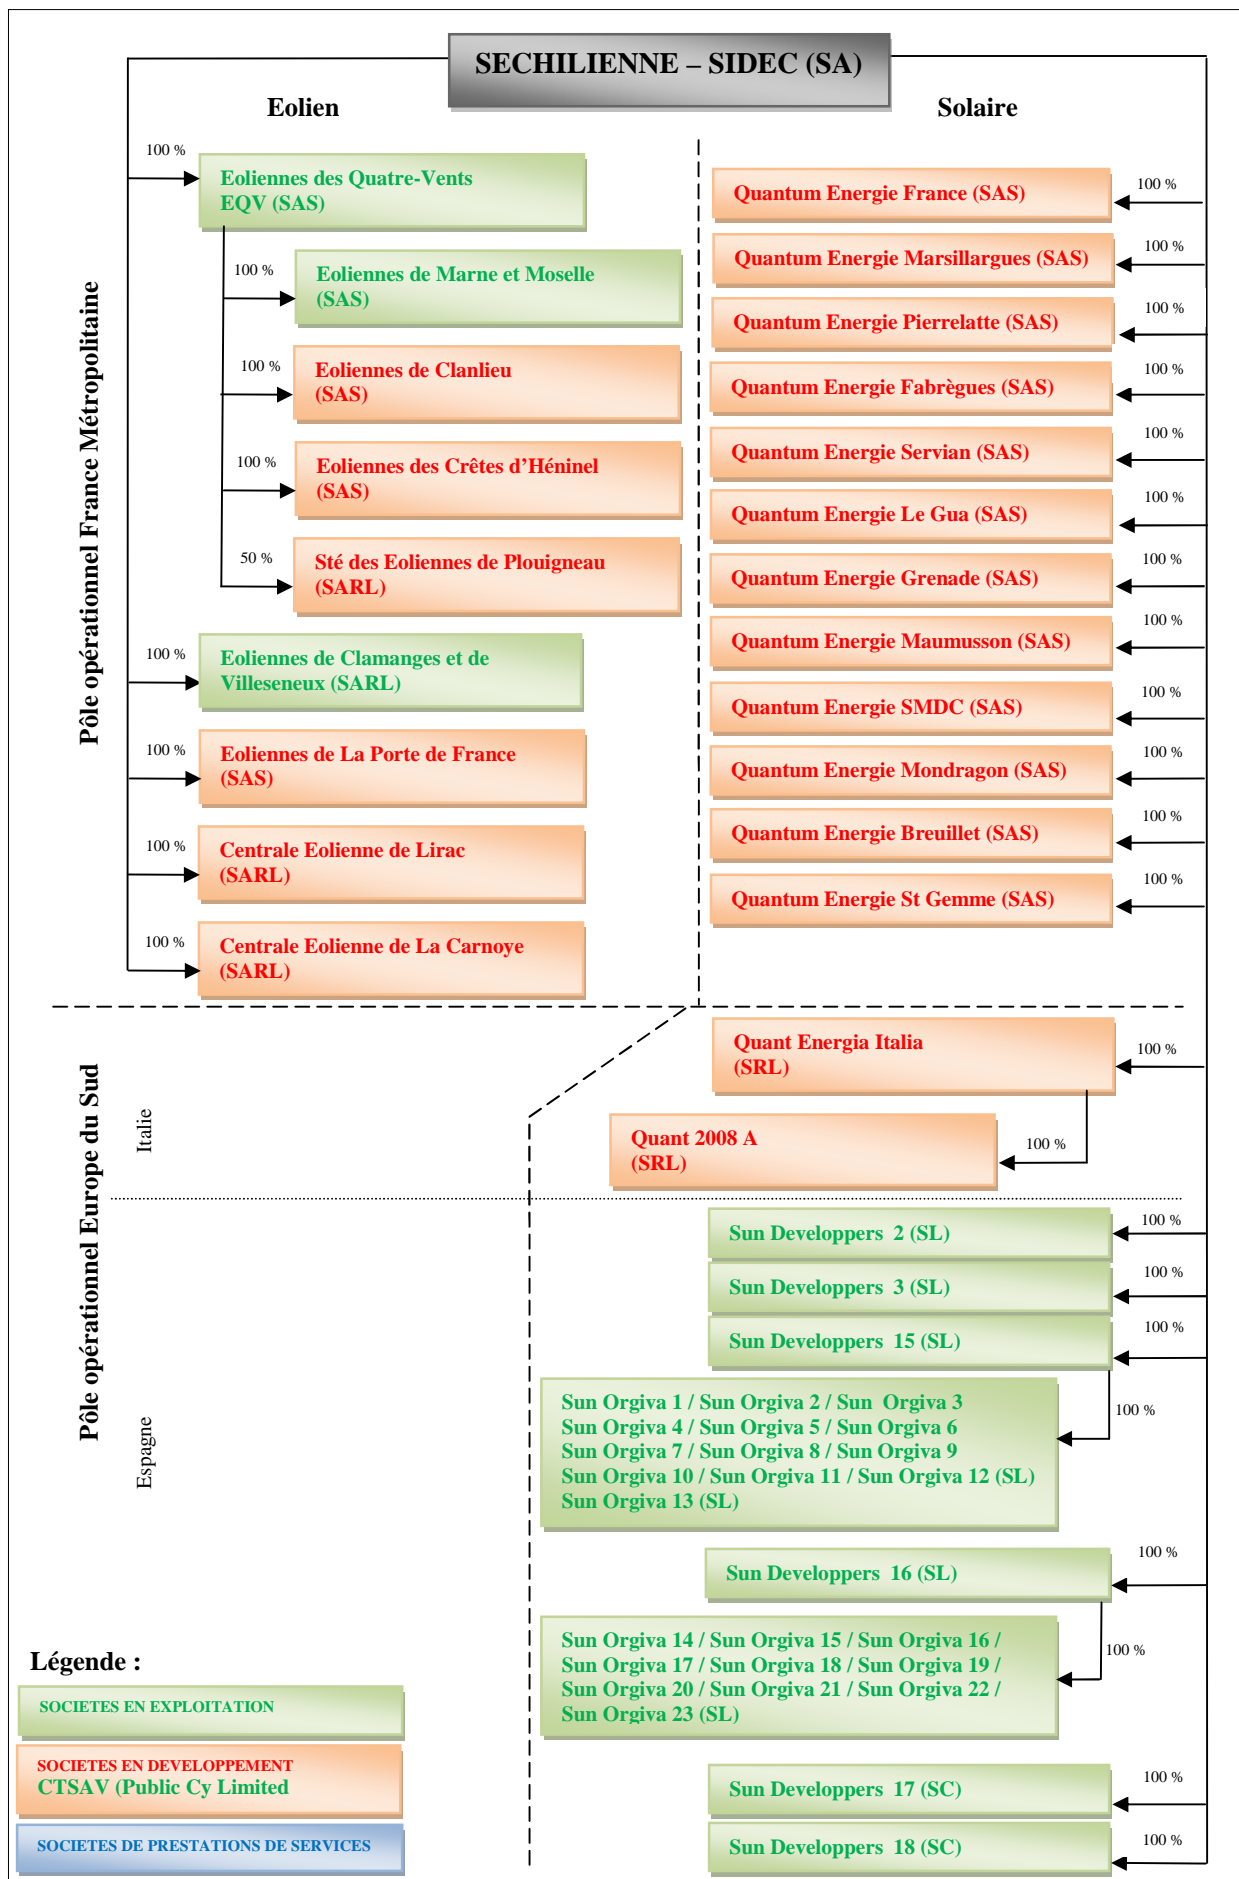 SECHILIENNE – SIDEC (SA)
Eolien
Solaire
Pôle opérationnel France Métropolitaine
100 %
Eoliennes des Quatre-Vents
EQV (SAS)
100 %
Eoliennes de Marne et Moselle
(SAS)
100 %
Eoliennes de Clanlieu
(SAS)
100 %
Eoliennes des Crêtes d’Héninel
(SAS)
50 %
Sté des Eoliennes de Plouigneau
(SARL)
100 %
Eoliennes de Clamanges et de
Villeseneux (SARL)
100 %
Eoliennes de La Porte de France
(SAS)
100 %
Centrale Eolienne de Lirac
(SARL)
100 %
Centrale Eolienne de La Carnoye
(SARL)
Quantum Energie France (SAS)
100 %
Quantum Energie Marsillargues (SAS)
100 %
Quantum Energie Pierrelatte (SAS)
100 %
Quantum Energie Fabrègues (SAS)
100 %
Quantum Energie Servian (SAS)
100 %
Quantum Energie Le Gua (SAS)
100 %
Quantum Energie Grenade (SAS)
100 %
Quantum Energie Maumusson (SAS)
100 %
Quantum Energie SMDC (SAS)
100 %
Quantum Energie Mondragon (SAS)
100 %
Quantum Energie Breuillet (SAS)
100 %
Quantum Energie St Gemme (SAS)
100 %
Pôle opérationnel Europe du Sud
Italie
Quant Energia Italia
(SRL)
100 %
Quant 2008 A
(SRL)
100 %
Espagne
Sun Developpers 2 (SL)
100 %
Sun Developpers 3 (SL)
100 %
Sun Developpers 15 (SL)
100 %
Sun Orgiva 1 / Sun Orgiva 2 / Sun Orgiva 3
Sun Orgiva 4 / Sun Orgiva 5 / Sun Orgiva 6
Sun Orgiva 7 / Sun Orgiva 8 / Sun Orgiva 9
Sun Orgiva 10 / Sun Orgiva 11 / Sun Orgiva 12 (SL)
Sun Orgiva 13 (SL)
100 %
Sun Developpers 16 (SL)
100 %
Sun Orgiva 14 / Sun Orgiva 15 / Sun Orgiva 16 /
Sun Orgiva 17 / Sun Orgiva 18 / Sun Orgiva 19 /
Sun Orgiva 20 / Sun Orgiva 21 / Sun Orgiva 22 /
Sun Orgiva 23 (SL)
100 %
Sun Developpers 17 (SC)
100 %
Sun Developpers 18 (SC)
100 %
Légende :
SOCIETES EN EXPLOITATION
SOCIETES EN DEVELOPPEMENT
CTSAV (Public Cy Limited
SOCIETES DE PRESTATIONS DE SERVICES